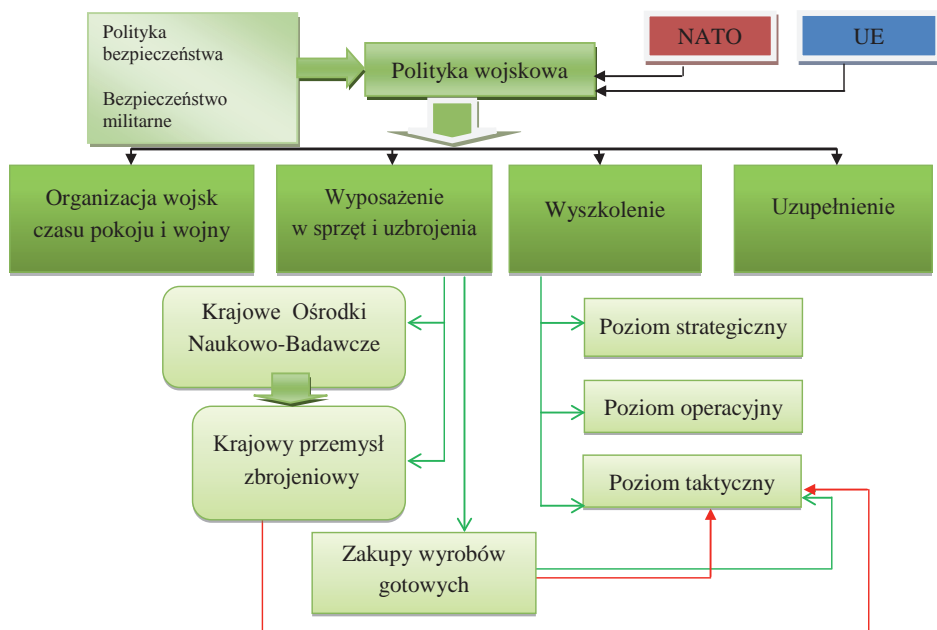 Polityka
bezpieczeństwa
Bezpieczeństwo
militarne
Polityka wojskowa
NATO
UE
Organizacja wojsk
czasu pokoju i wojny
Wyposażenie
w sprzęt i uzbrojenia
Wyszkolenie
Uzupełnienie
Krajowe Ośrodki
Naukowo-Badawcze
Krajowy przemysł
zbrojeniowy
Zakupy wyrobów
gotowych
Poziom strategiczny
Poziom operacyjny
Poziom taktyczny